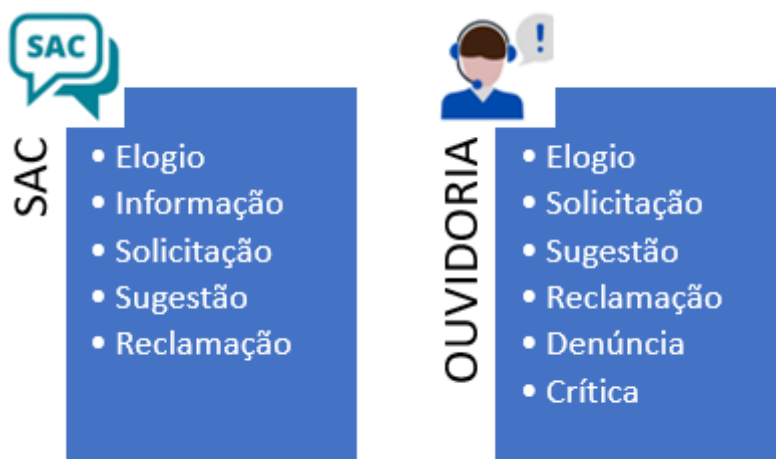 SAC
SAC
• Elogio
• Informação
• Solicitação
• Sugestão
• Reclamação
!
OUVIDORIA
• Elogio
• Solicitação
• Sugestão
• Reclamação
• Denúncia
• Crítica